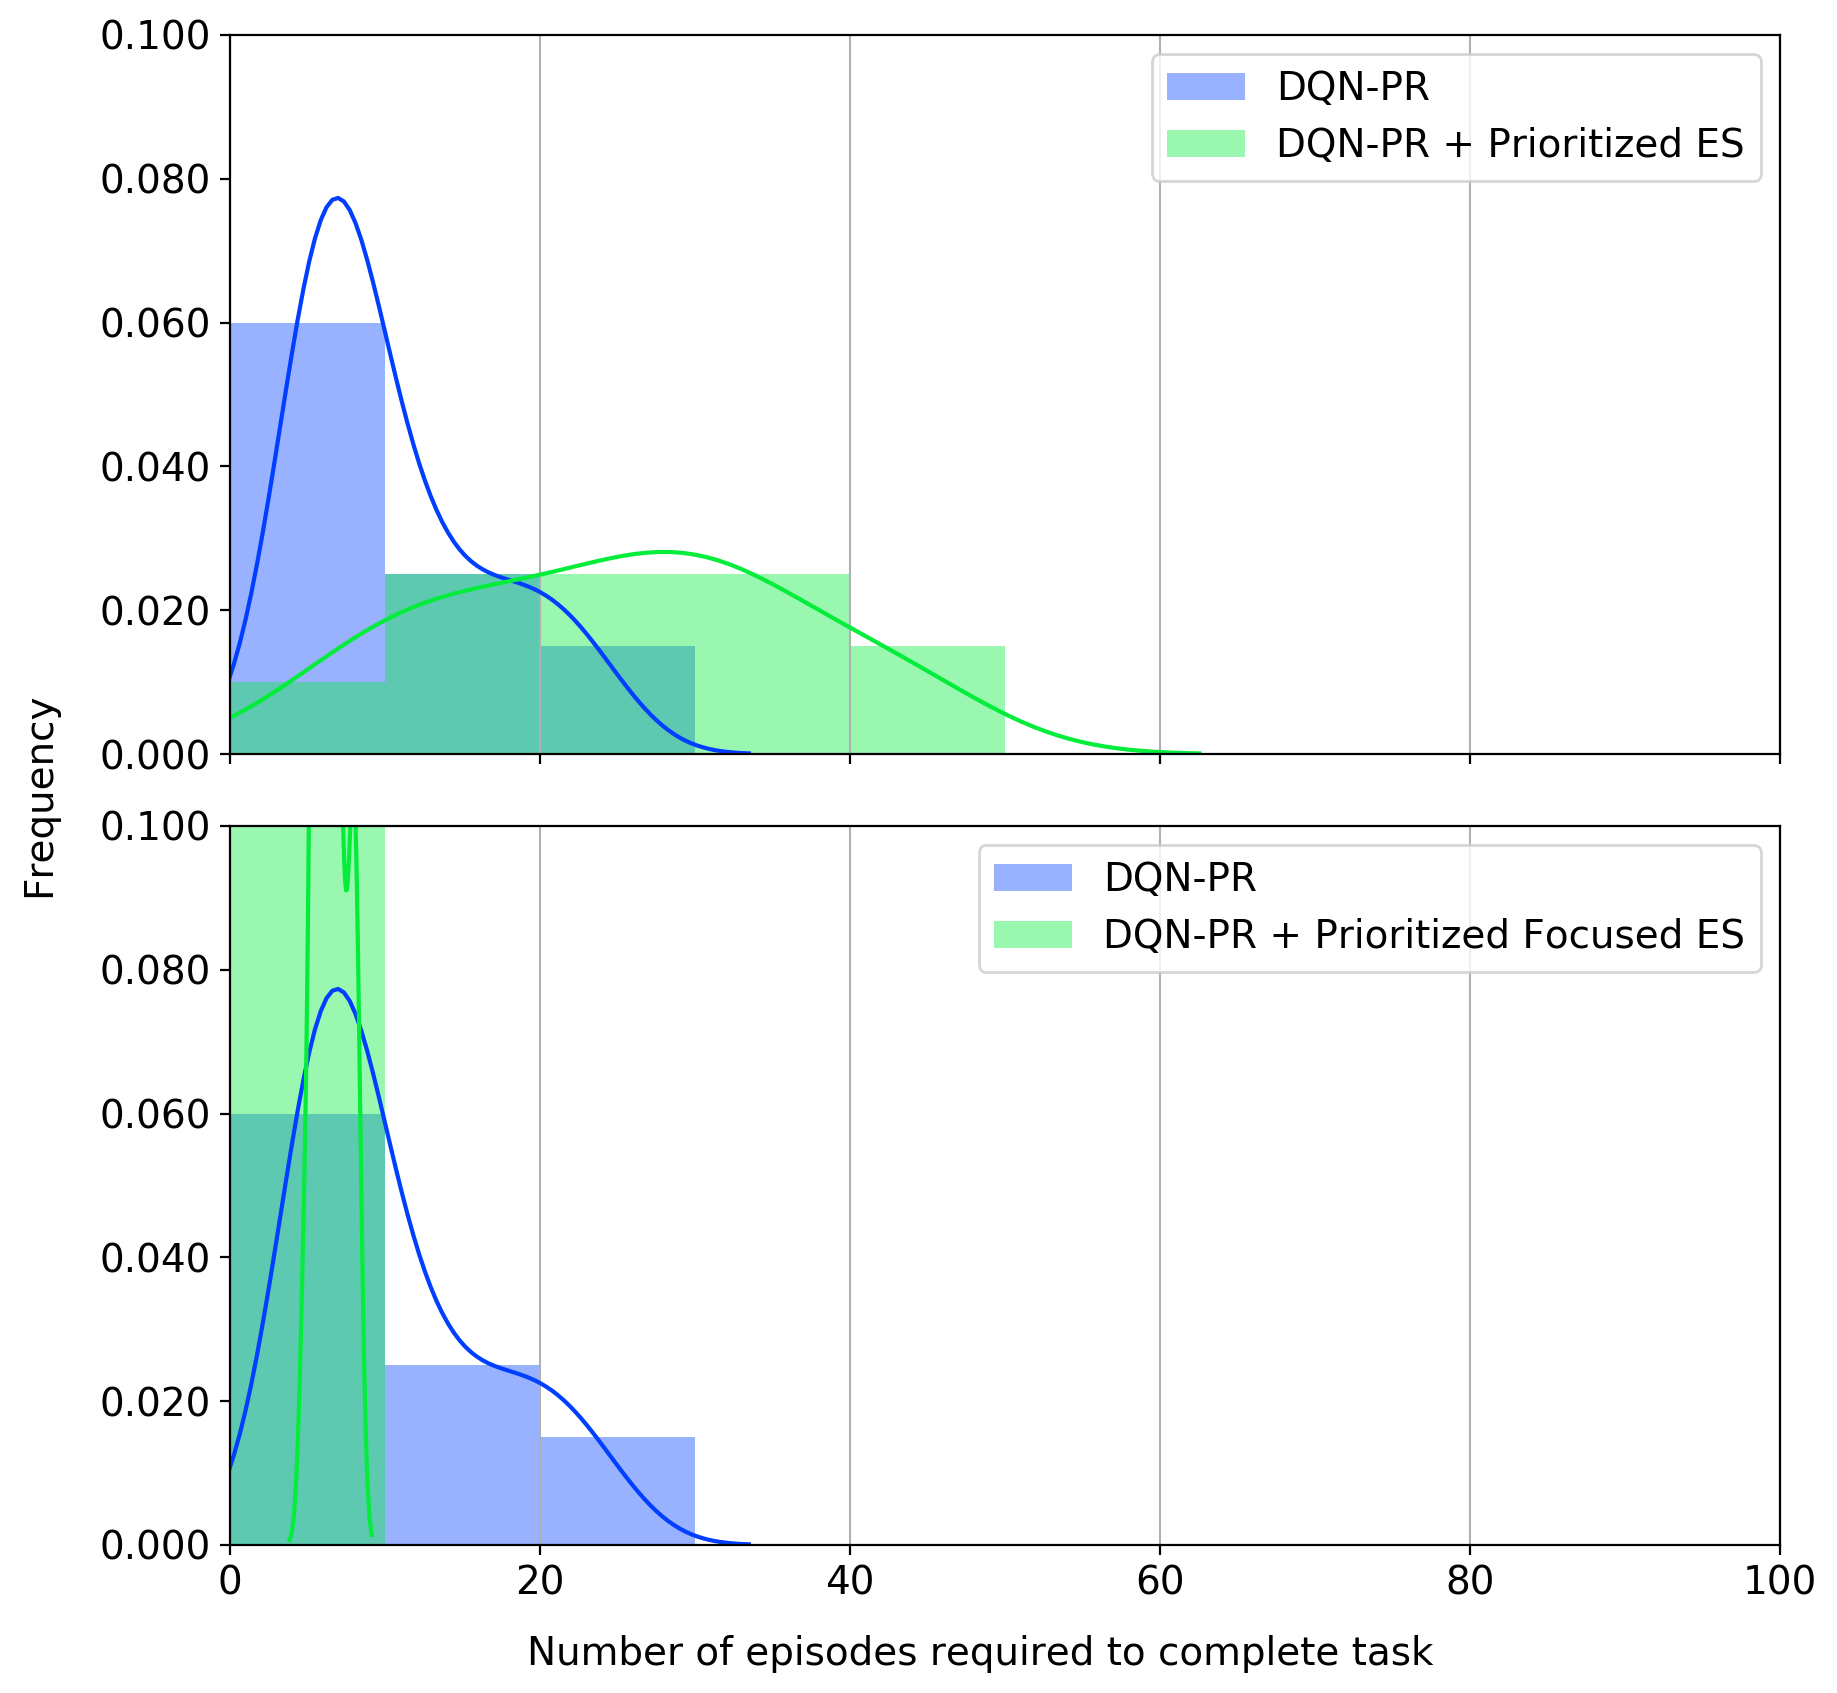 0.100
0.080
0.060
0.040
0.020
0.000
DQN-PR
DQN-PR + Prioritized ES
Frequency
0.100
0.080
0.060
0.040
0.020
0.000
DQN-PR
DQN-PR + Prioritized Focused ES
0 20 40 60 80 100
Number of episodes required to complete task